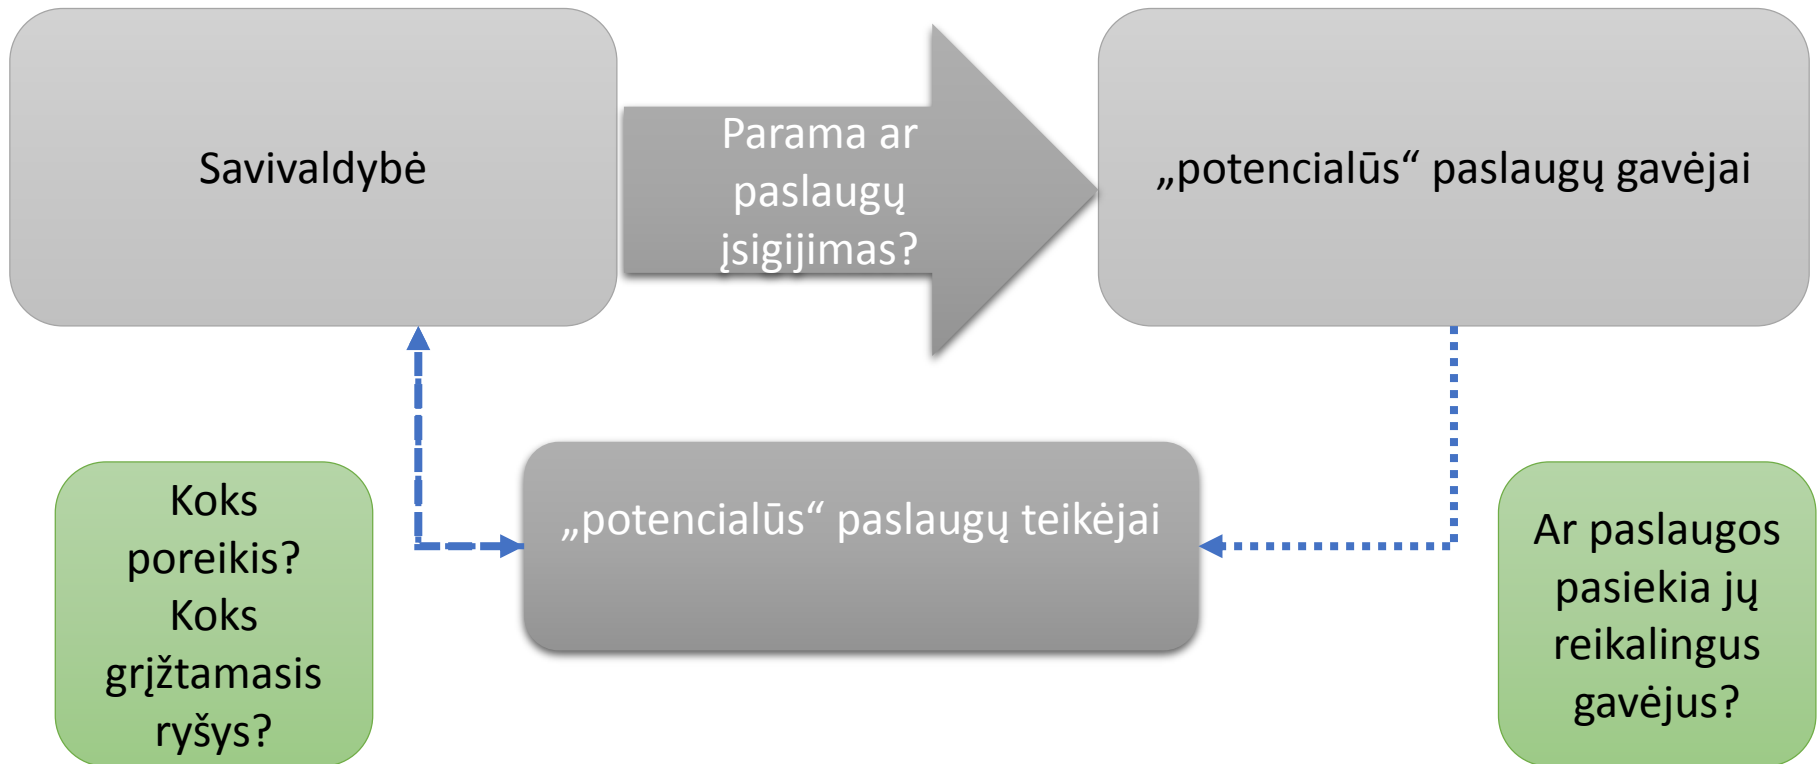 Savivaldybė
Parama ar
paslaugų
įsigijimas?
„potencialūs“ paslaugų gavėjai
Koks
poreikis?
Koks
grįžtamasis
ryšys?
„potencialūs“ paslaugų teikėjai
Ar paslaugos
pasiekia jų
reikalingus
gavėjus?